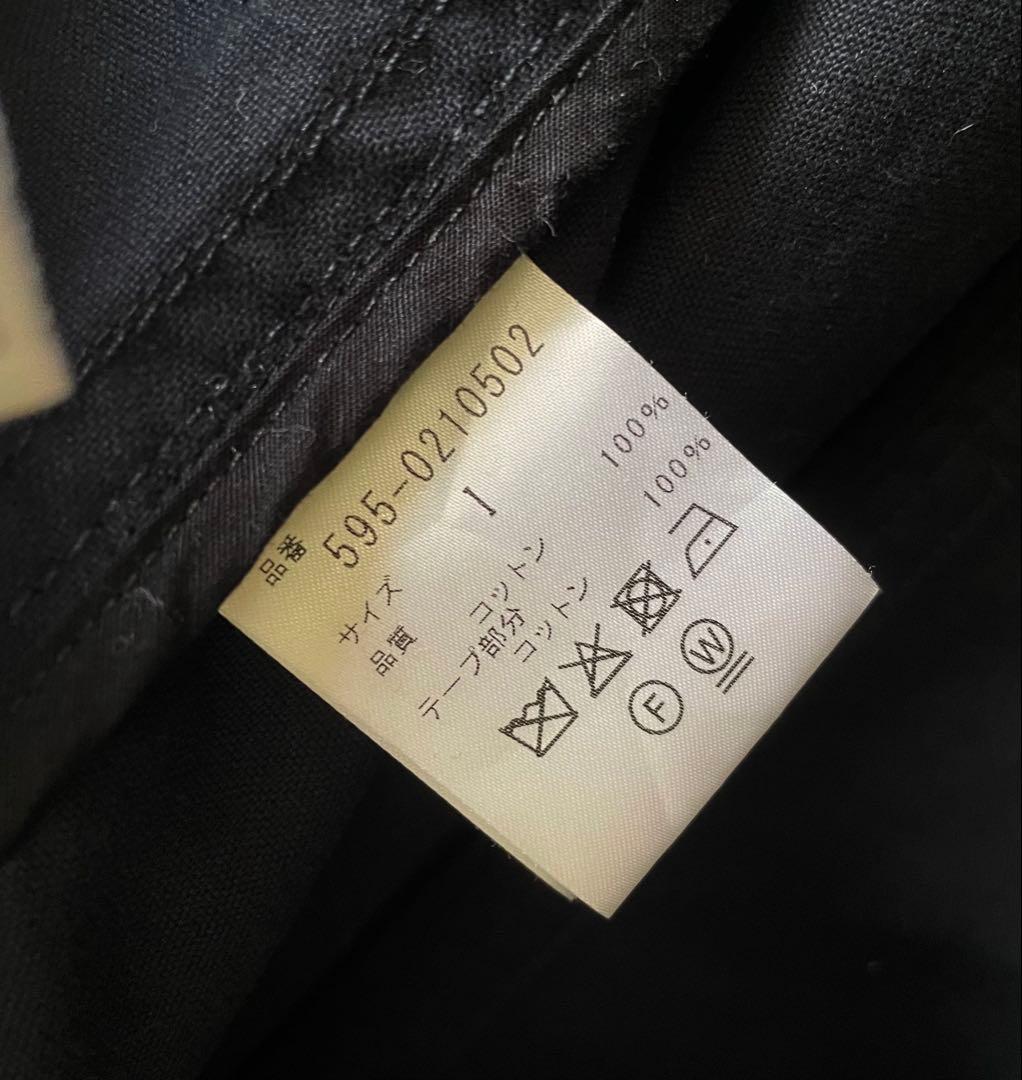 品番 595-0210502
サイズ 1
品質 コットン 100%
テープ部分
コットン 100%
F W